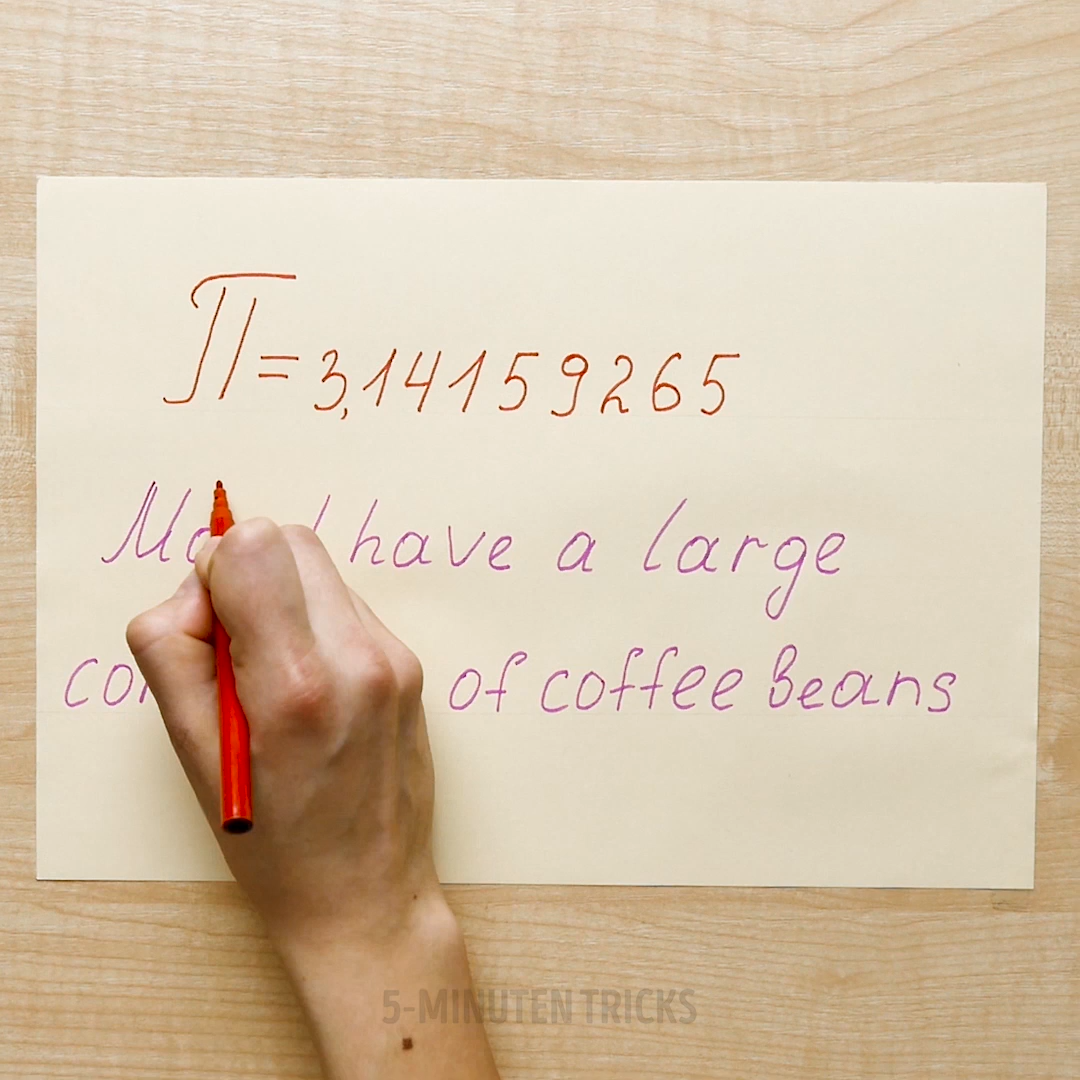 π=3,14159265
have a large
of coffee beans
5-MINUTEN TRICKS